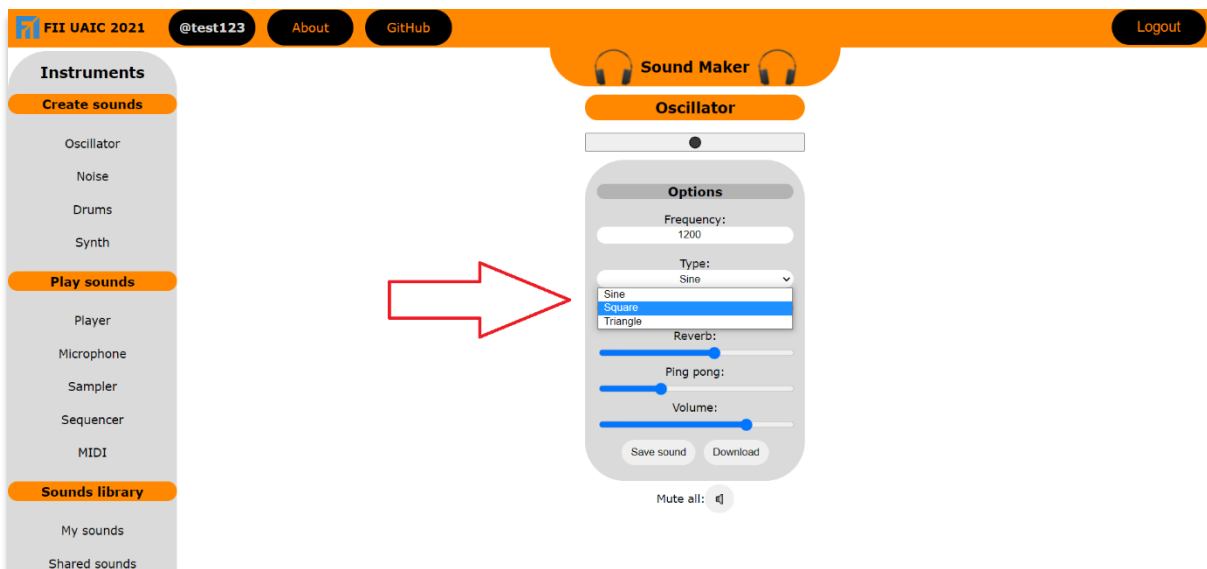 FII UAIC 2021
@test123
About
GitHub
Logout
Instruments
Create sounds
Oscillator
Noise
Drums
Synth
Play sounds
Player
Microphone
Sampler
Sequencer
MIDI
Sounds library
My sounds
Shared sounds
Sound Maker
Oscillator
Options
Frequency:
1200
Type:
Sine
Sine
Square
Triangle
Reverb:
Ping pong:
Volume:
Save sound
Download
Mute all: